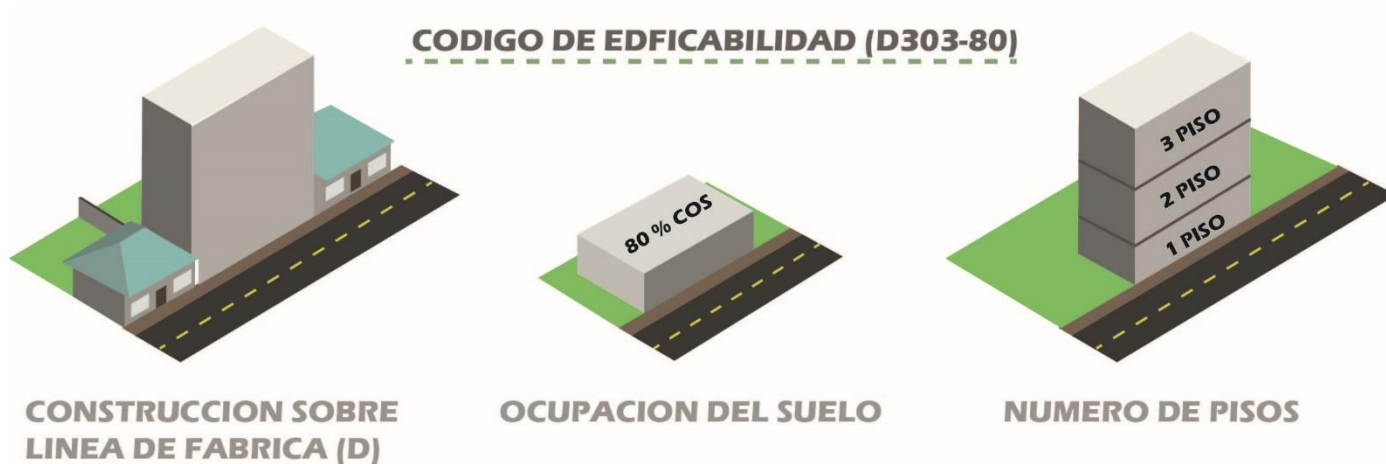 CODIGO DE EDFICABILIDAD (D303-80)
80 % COS
3 PISO
2 PISO
1 PISO
CONSTRUCCION SOBRE
LINEA DE FABRICA (D)
OCUPACION DEL SUELO
NUMERO DE PISOS